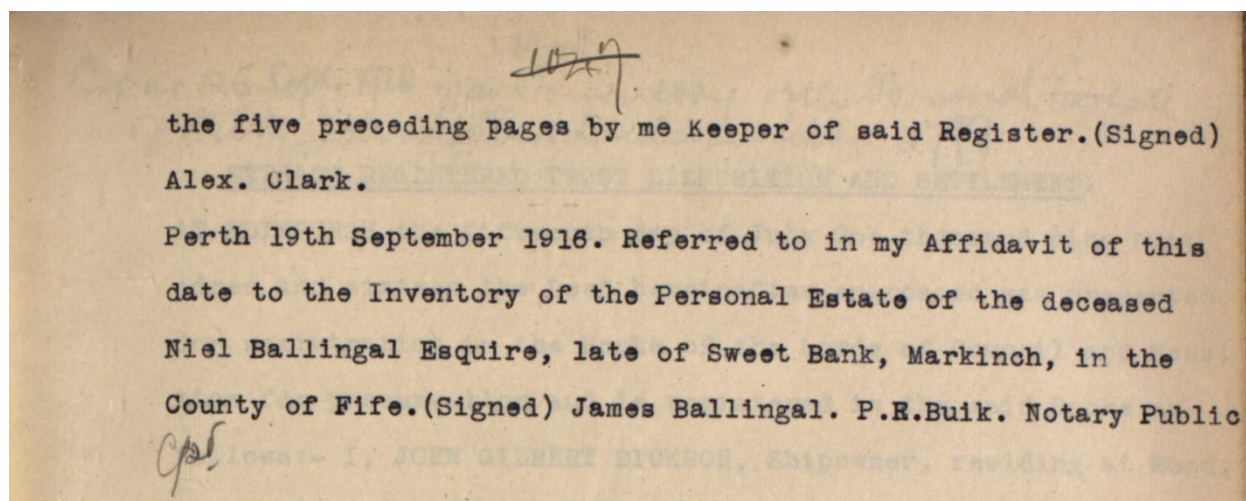 the five preceding pages by me Keeper of said Register.(Signed)
Alex. Clark.
Perth 19th September 1916. Referred to in my Affidavit of this
date to the Inventory of the Personal Estate of the deceased
Niel Ballingal Esquire, late of Sweet Bank, Markinch, in the
County of Fife.(Signed) James Ballingal. P.R.Buik. Notary Public